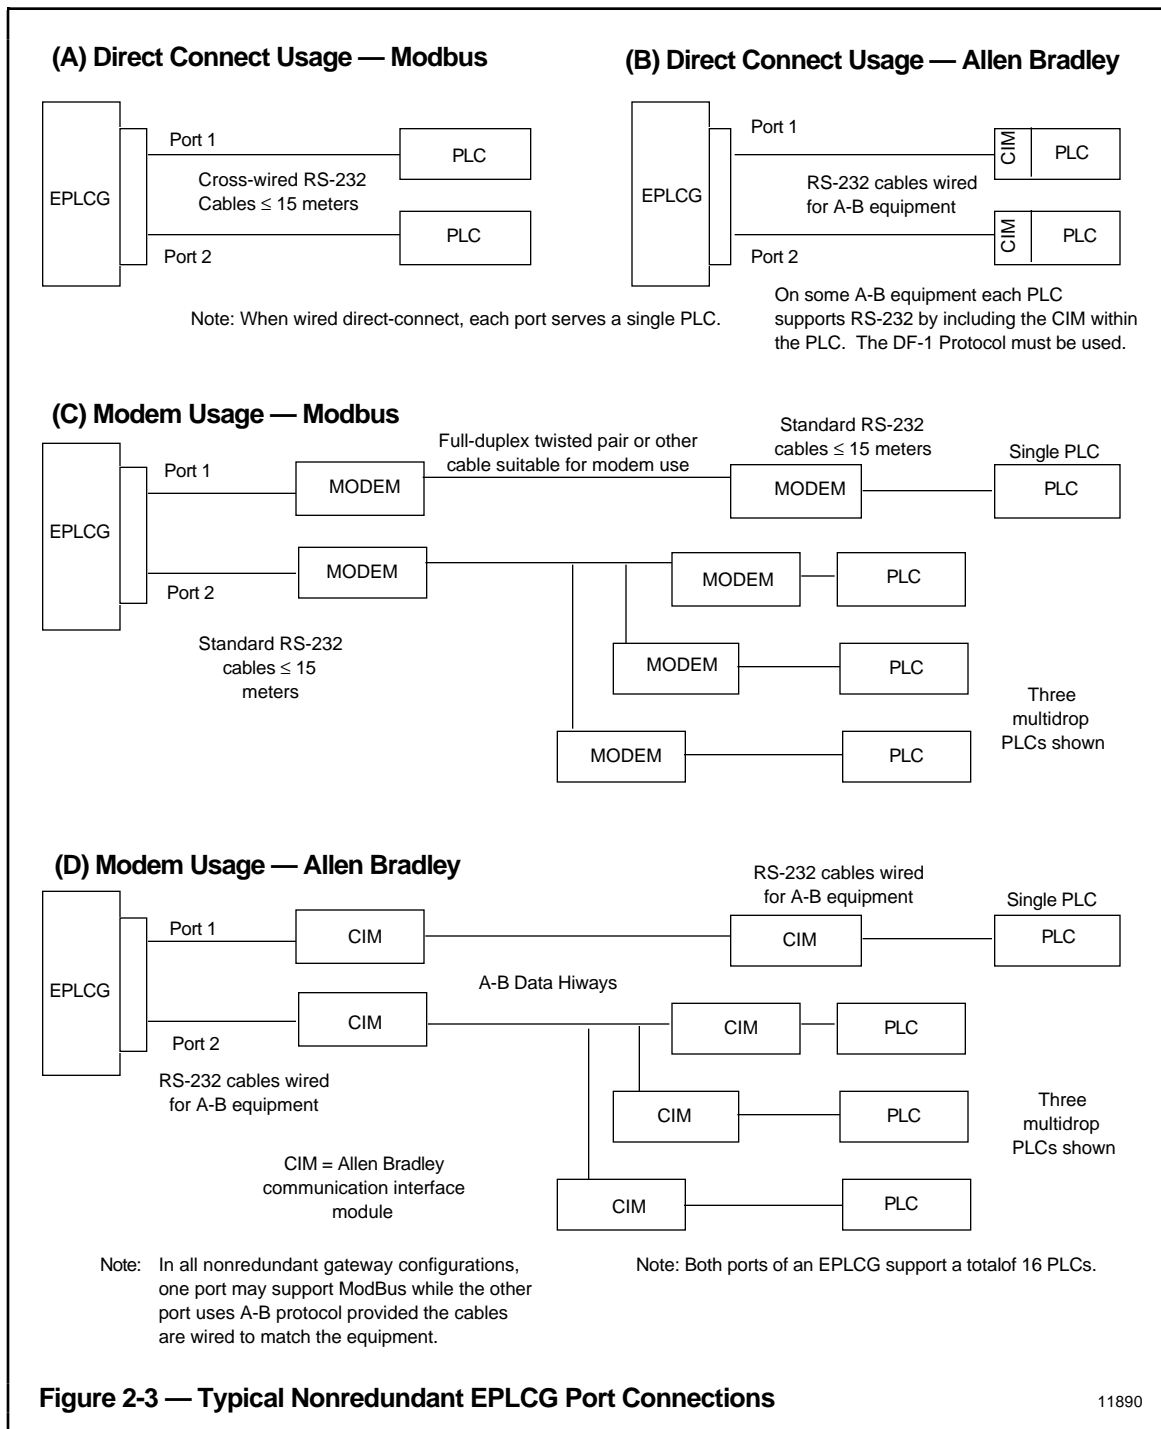 (A) Direct Connect Usage — Modbus
EPLCG
Port 1
PLC
Cross-wired RS-232
Cables ≤ 15 meters
PLC
Port 2
Note: When wired direct-connect, each port serves a single PLC.
(B) Direct Connect Usage — Allen Bradley
EPLCG
Port 1
CIM
PLC
RS-232 cables wired
for A-B equipment
CIM
PLC
Port 2
On some A-B equipment each PLC
supports RS-232 by including the CIM within
the PLC. The DF-1 Protocol must be used.
(C) Modem Usage — Modbus
EPLCG
Port 1
MODEM
Full-duplex twisted pair or other
cable suitable for modem use
MODEM
Standard RS-232
cables ≤ 15 meters
Single PLC
PLC
Port 2
MODEM
MODEM
PLC
Standard RS-232
cables ≤ 15
meters
MODEM
PLC
MODEM
PLC
Three
multidrop
PLCs shown
(D) Modem Usage — Allen Bradley
EPLCG
Port 1
CIM
CIM
RS-232 cables wired
for A-B equipment
Single PLC
PLC
A-B Data Hiways
Port 2
CIM
CIM
PLC
RS-232 cables wired
for A-B equipment
CIM
PLC
Three
multidrop
PLCs shown
CIM = Allen Bradley
communication interface
module
CIM
PLC
Note: In all nonredundant gateway configurations,
one port may support ModBus while the other
port uses A-B protocol provided the cables
are wired to match the equipment.
Note: Both ports of an EPLCG support a totalof 16 PLCs.
Figure 2-3 — Typical Nonredundant EPLCG Port Connections
11890